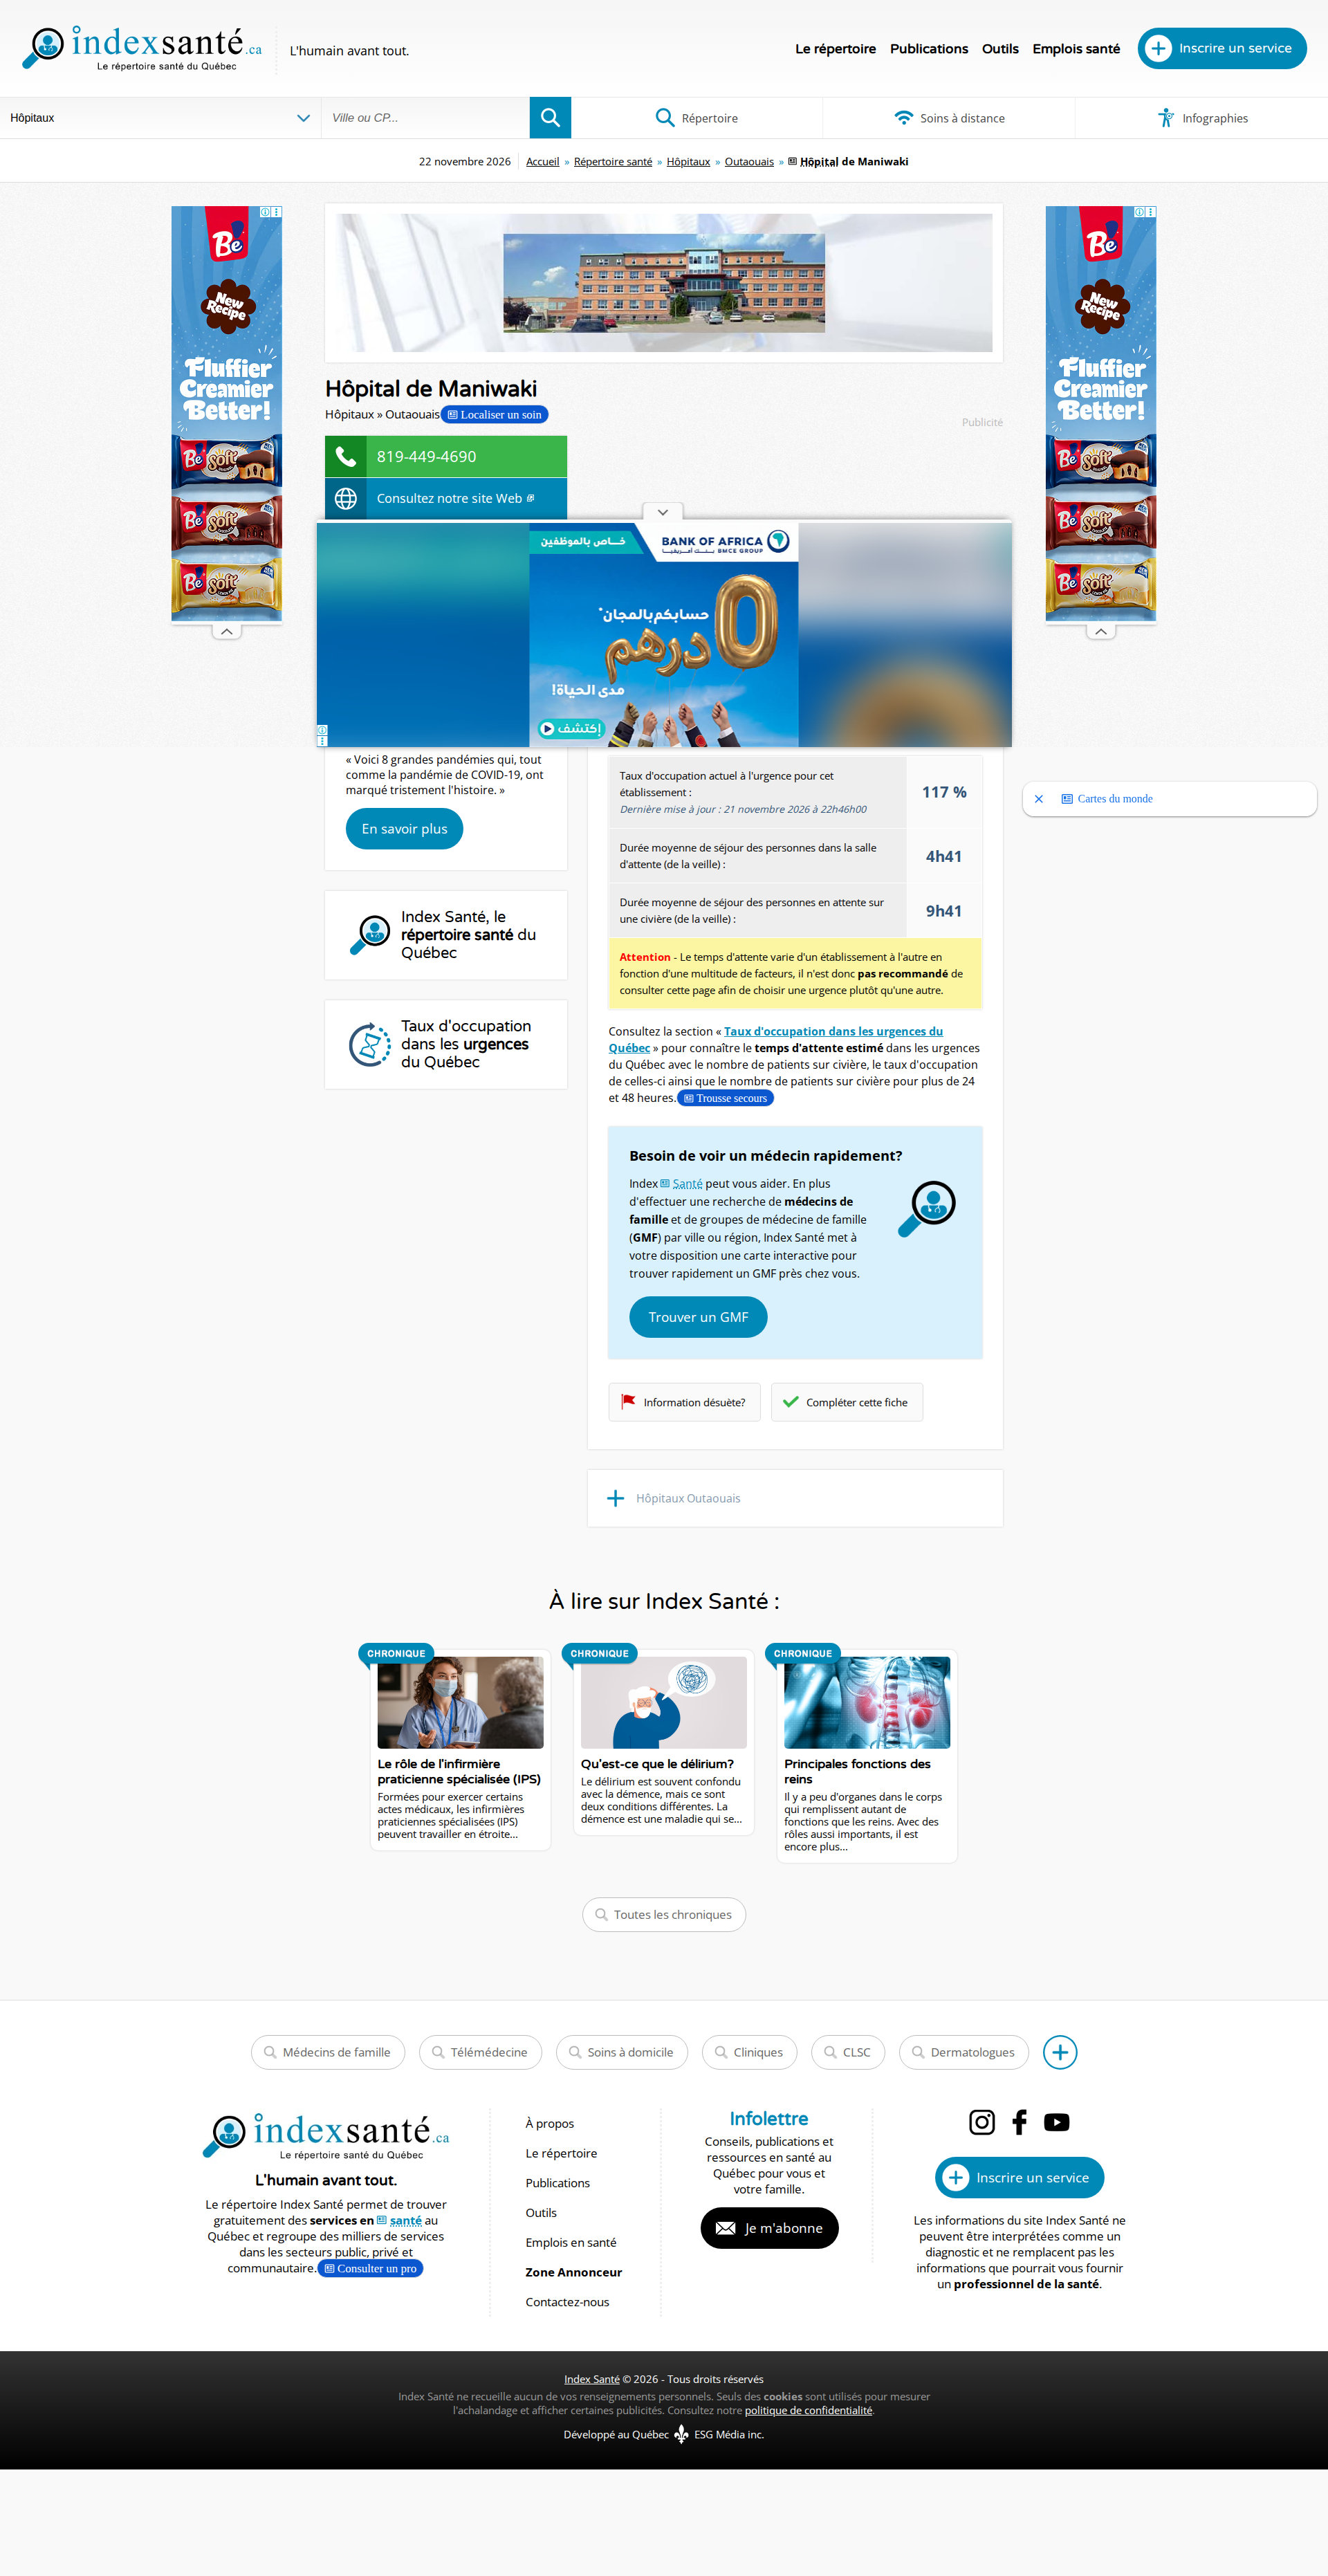 indexsanté.ca
Le répertoire santé du Québec
L'humain avant tout.
Le répertoire
Publications
Outils
Emplois santé
Inscrire un service
Hôpitaux
Ville ou CP...
Répertoire
Soins à distance
Infographies
22 novembre 2026
Accueil » Répertoire santé » Hôpitaux » Outaouais » Hôpital de Maniwaki
Be
New
Recipe
Fluffier
Creamier
Better!
Be Soft
Be Soft
Be Soft
Be
New
Recipe
Fluffier
Creamier
Better!
Be Soft
Be Soft
Be Soft
Hôpital de Maniwaki
Hôpitaux » Outaouais Localiser un soin
Publicité
819-449-4690
Consultez notre site Web
خـــاص بالموظفين
BANK OF AFRICA
بـنـــك أفــريقيــا BMCE GROUP
حسابكم بالمجان*
0 درهم
مدى الحياة!
إكتشف
« Voici 8 grandes pandémies qui, tout
comme la pandémie de COVID-19, ont
marqué tristement l'histoire. »
En savoir plus
Index Santé, le
répertoire santé du
Québec
Taux d'occupation
dans les urgences
du Québec
Taux d'occupation actuel à l'urgence pour cet
établissement :
Dernière mise à jour : 21 novembre 2026 à 22h46h00
117 %
Durée moyenne de séjour des personnes dans la salle
d'attente (de la veille) :
4h41
Durée moyenne de séjour des personnes en attente sur
une civière (de la veille) :
9h41
Attention - Le temps d'attente varie d'un établissement à l'autre en
fonction d'une multitude de facteurs, il n'est donc pas recommandé de
consulter cette page afin de choisir une urgence plutôt qu'une autre.
Cartes du monde
Consultez la section « Taux d'occupation dans les urgences du
Québec » pour connaître le temps d'attente estimé dans les urgences
du Québec avec le nombre de patients sur civière, le taux d'occupation
de celles-ci ainsi que le nombre de patients sur civière pour plus de 24
et 48 heures. Trousse secours
Besoin de voir un médecin rapidement?
Index Santé peut vous aider. En plus
d'effectuer une recherche de médecins de
famille et de groupes de médecine de famille
(GMF) par ville ou région, Index Santé met à
votre disposition une carte interactive pour
trouver rapidement un GMF près chez vous.
Trouver un GMF
Information désuète?
Compléter cette fiche
Hôpitaux Outaouais
À lire sur Index Santé :
CHRONIQUE
Le rôle de l'infirmière
praticienne spécialisée (IPS)
Formées pour exercer certains
actes médicaux, les infirmières
praticiennes spécialisées (IPS)
peuvent travailler en étroite...
CHRONIQUE
Qu'est-ce que le délirium?
Le délirium est souvent confondu
avec la démence, mais ce sont
deux conditions différentes. La
démence est une maladie qui se...
CHRONIQUE
Principales fonctions des
reins
Il y a peu d'organes dans le corps
qui remplissent autant de
fonctions que les reins. Avec des
rôles aussi importants, il est
encore plus...
Toutes les chroniques
Médecins de famille
Télémédecine
Soins à domicile
Cliniques
CLSC
Dermatologues
indexsanté.ca
Le répertoire santé du Québec
L'humain avant tout.
Le répertoire Index Santé permet de trouver
gratuitement des services en santé au
Québec et regroupe des milliers de services
dans les secteurs public, privé et
communautaire. Consulter un pro
À propos
Le répertoire
Publications
Outils
Emplois en santé
Zone Annonceur
Contactez-nous
Infolettre
Conseils, publications et
ressources en santé au
Québec pour vous et
votre famille.
Je m'abonne
Inscrire un service
Les informations du site Index Santé ne
peuvent être interprétées comme un
diagnostic et ne remplacent pas les
informations que pourrait vous fournir
un professionnel de la santé.
Index Santé © 2026 - Tous droits réservés
Index Santé ne recueille aucun de vos renseignements personnels. Seuls des cookies sont utilisés pour mesurer
l'achalandage et afficher certaines publicités. Consultez notre politique de confidentialité.
Développé au Québec ESG Média inc.